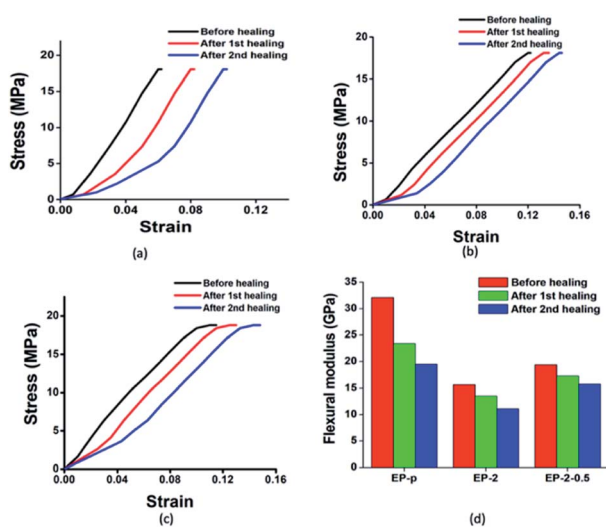 Before healing
After 1st healing
After 2nd healing
20
15
10
5
0
Stress (MPa)
0.00 0.04 0.08 0.12
Strain
(a)
Before healing
After 1st healing
After 2nd healing
20
15
10
5
0
Stress (MPa)
0.00 0.04 0.08 0.12 0.16
Strain
(b)
Before healing
After 1st healing
After 2nd healing
20
15
10
5
0
Stress (MPa)
0.00 0.04 0.08 0.12 0.16
Strain
(c)
Before healing
After 1st healing
After 2nd healing
35
30
25
20
15
10
5
0
Flexural modulus (GPa)
EP-p EP-2 EP-2-0.5
(d)